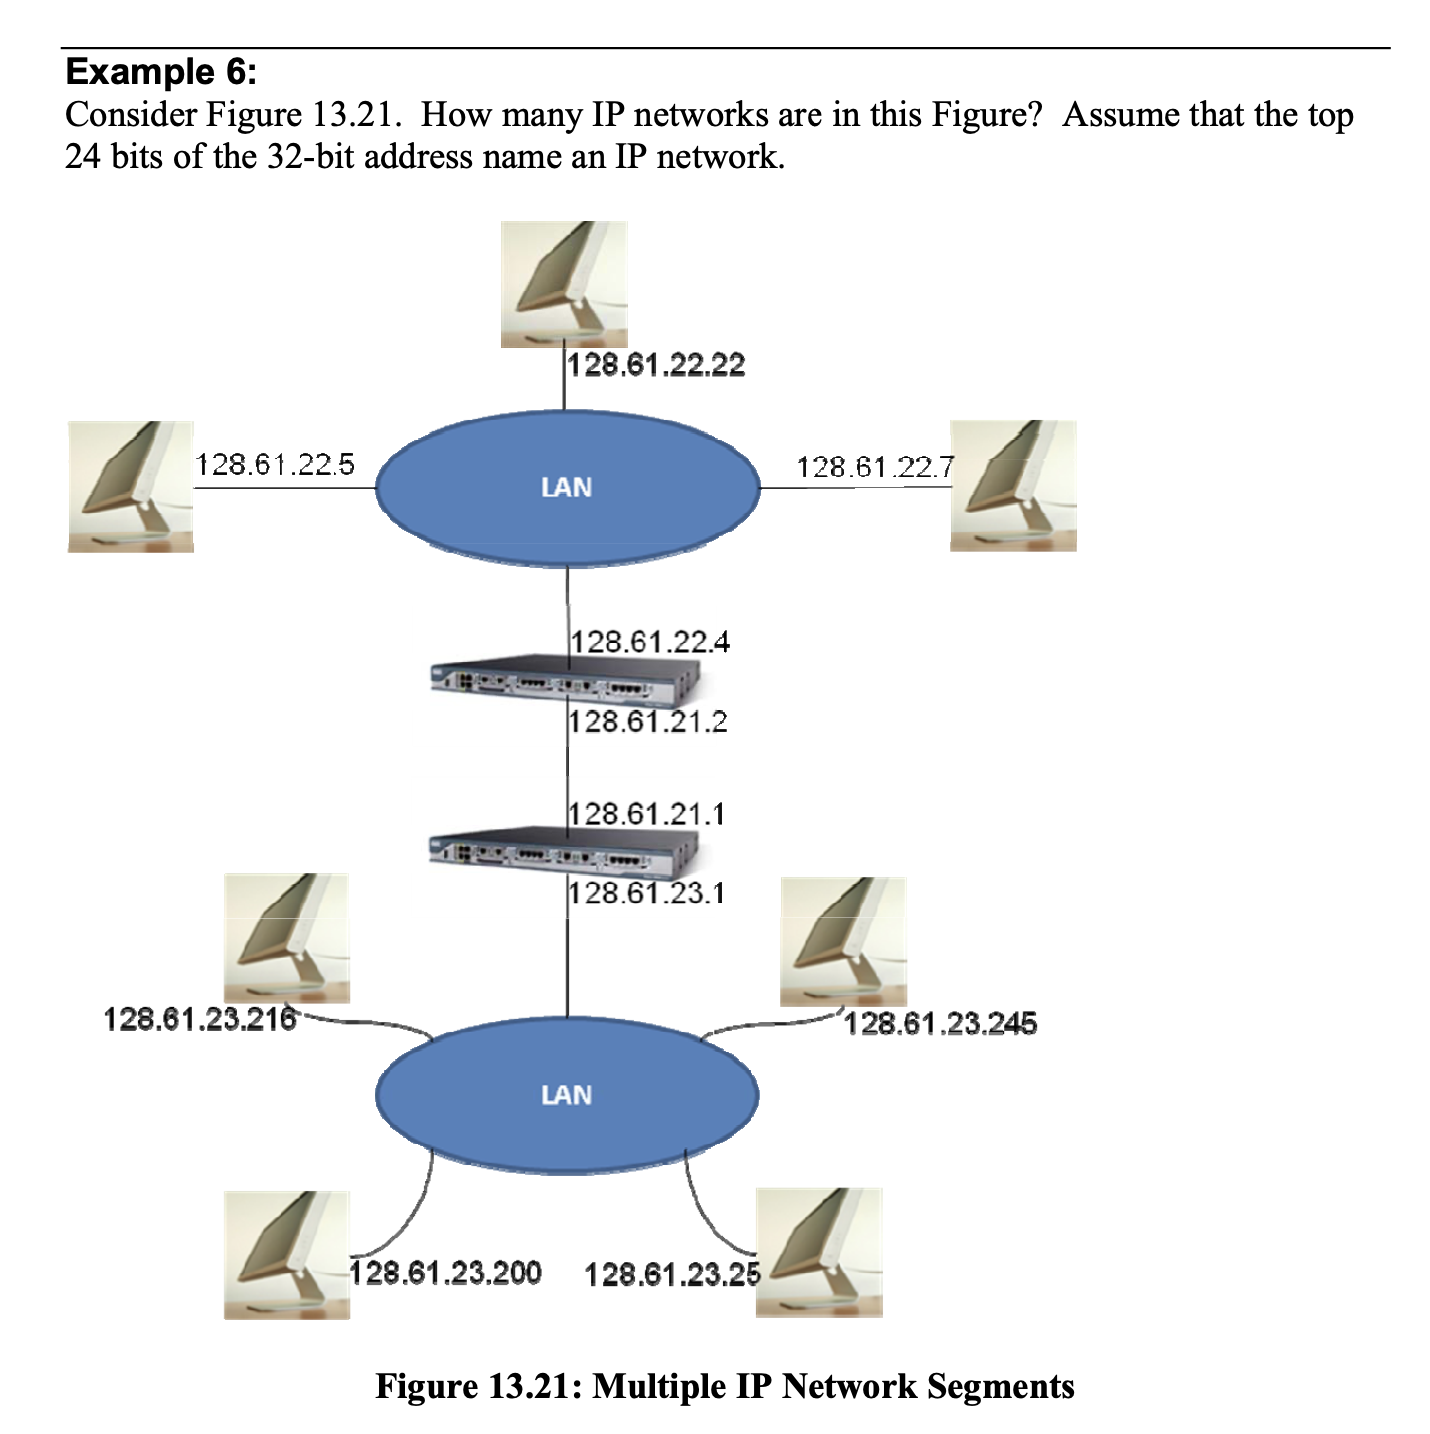 Example 6:
Consider Figure 13.21.  How many IP networks are in this Figure?  Assume that the top
24 bits of the 32-bit address name an IP network.
128.61.22.22
128.61.22.5
128.61.22.7
LAN
128.61.22.4
128.61.21.2
128.61.21.1
128.61.23.1
128.61.23.216
128.61.23.245
LAN
128.61.23.200
128.61.23.25
Figure 13.21: Multiple IP Network Segments